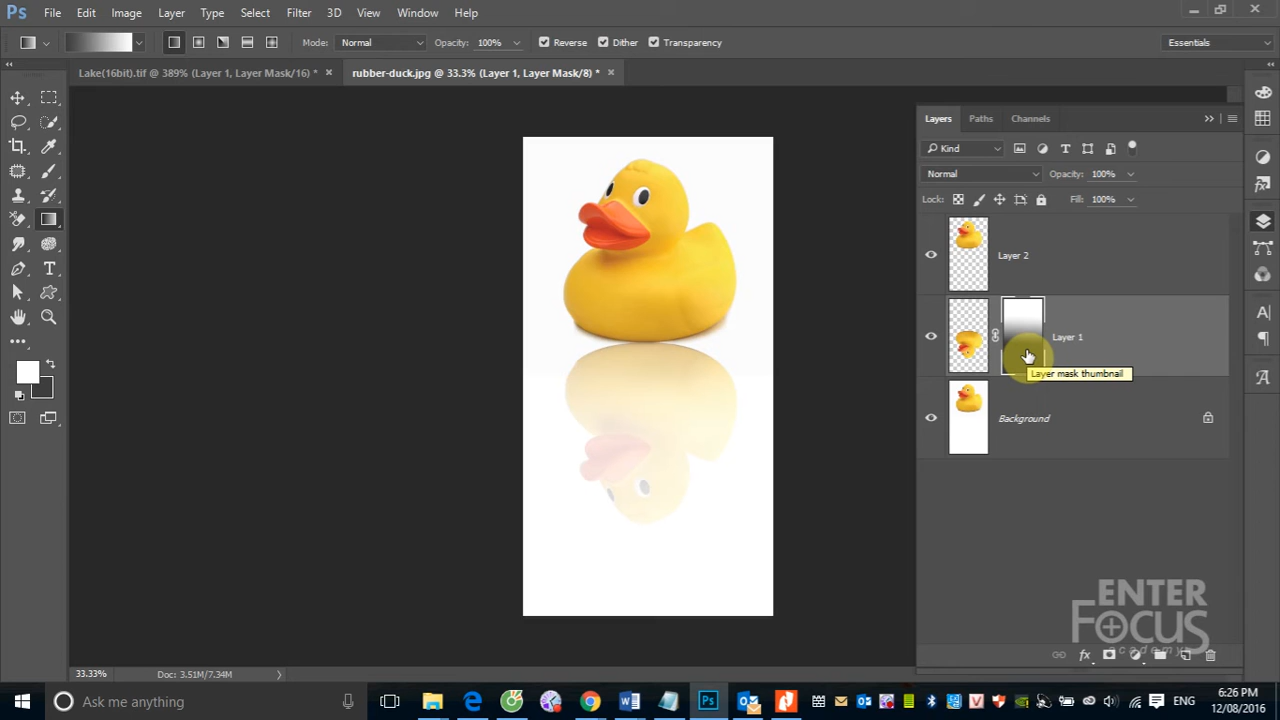 Ps File Edit Image Layer Type Select Filter 3D View Window Help
Mode: Normal Opacity: 100% Reverse Dither Transparency Essentials
Lake(16bit).tif @ 389% (Layer 1, Layer Mask/16) * × rubber-duck.jpg @ 33.3% (Layer 1, Layer Mask/8) * ×
Layers Paths Channels
Kind
Normal Opacity: 100%
Lock: Fill: 100%
Layer 2
Layer 1
Layer mask thumbnail
Background
ENTER
FOCUS
academy
33.33% Doc: 3.51M/7.34M
Ask me anything
ENG
6:26 PM
12/08/2016